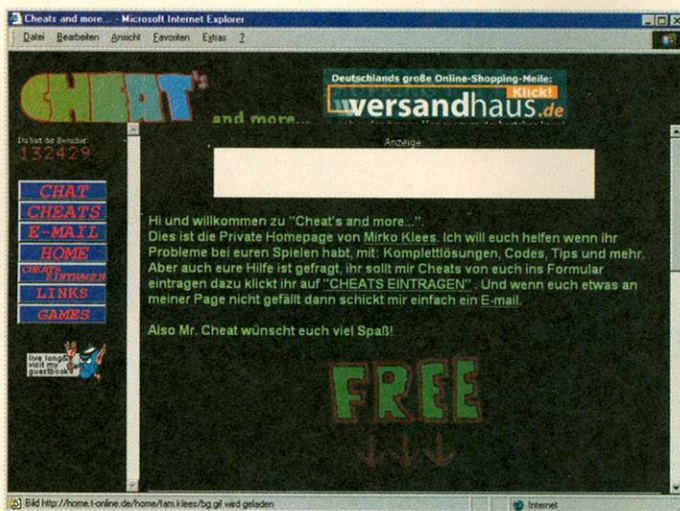 Cheats and more... - Microsoft Internet Explorer
Datei Bearbeiten Ansicht Favoriten Extras ?
CHEAT's
and more...
Deutschlands große Online-Shopping-Meile:
Klick!
versandhaus.de
Du bist der Besucher:
132429
Anzeige
CHAT
CHEATS
E-MAIL
HOME
CHEATS
EINTRAGEN
LINKS
GAMES
live long&
visit my
guestbook
Hi und willkommen zu "Cheat's and more...".
Dies ist die Private Homepage von Mirko Klees. Ich will euch helfen wenn ihr
Probleme bei euren Spielen habt, mit: Komplettlösungen, Codes, Tips und mehr.
Aber auch eure Hilfe ist gefragt, ihr sollt mir Cheats von euch ins Formular
eintragen dazu klickt ihr auf "CHEATS EINTRAGEN" . Und wenn euch etwas an
meiner Page nicht gefällt dann schickt mir einfach ein E-mail.
Also Mr. Cheat wünscht euch viel Spaß!
FREE
Bild http://home.t-online.de/home/fam.klees/bg.gif wird geladen
Internet